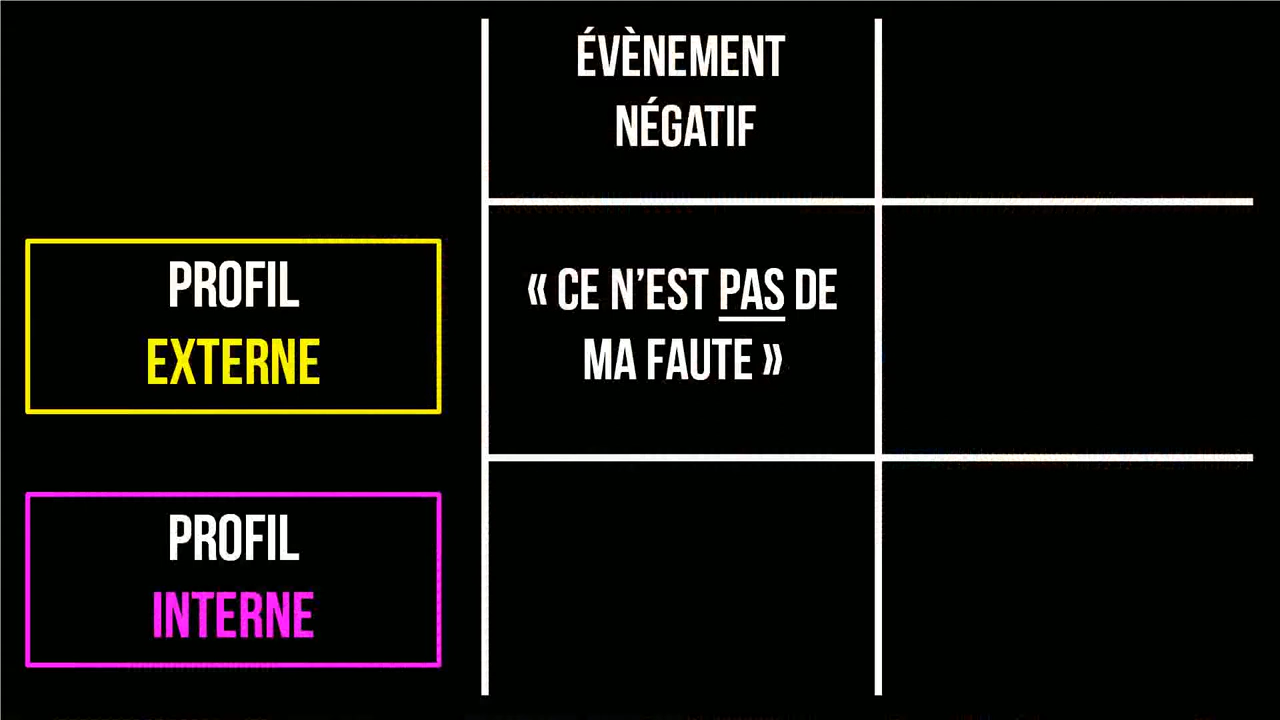 ÉVÈNEMENT
NÉGATIF
PROFIL
EXTERNE
« CE N’EST PAS DE
MA FAUTE »
PROFIL
INTERNE